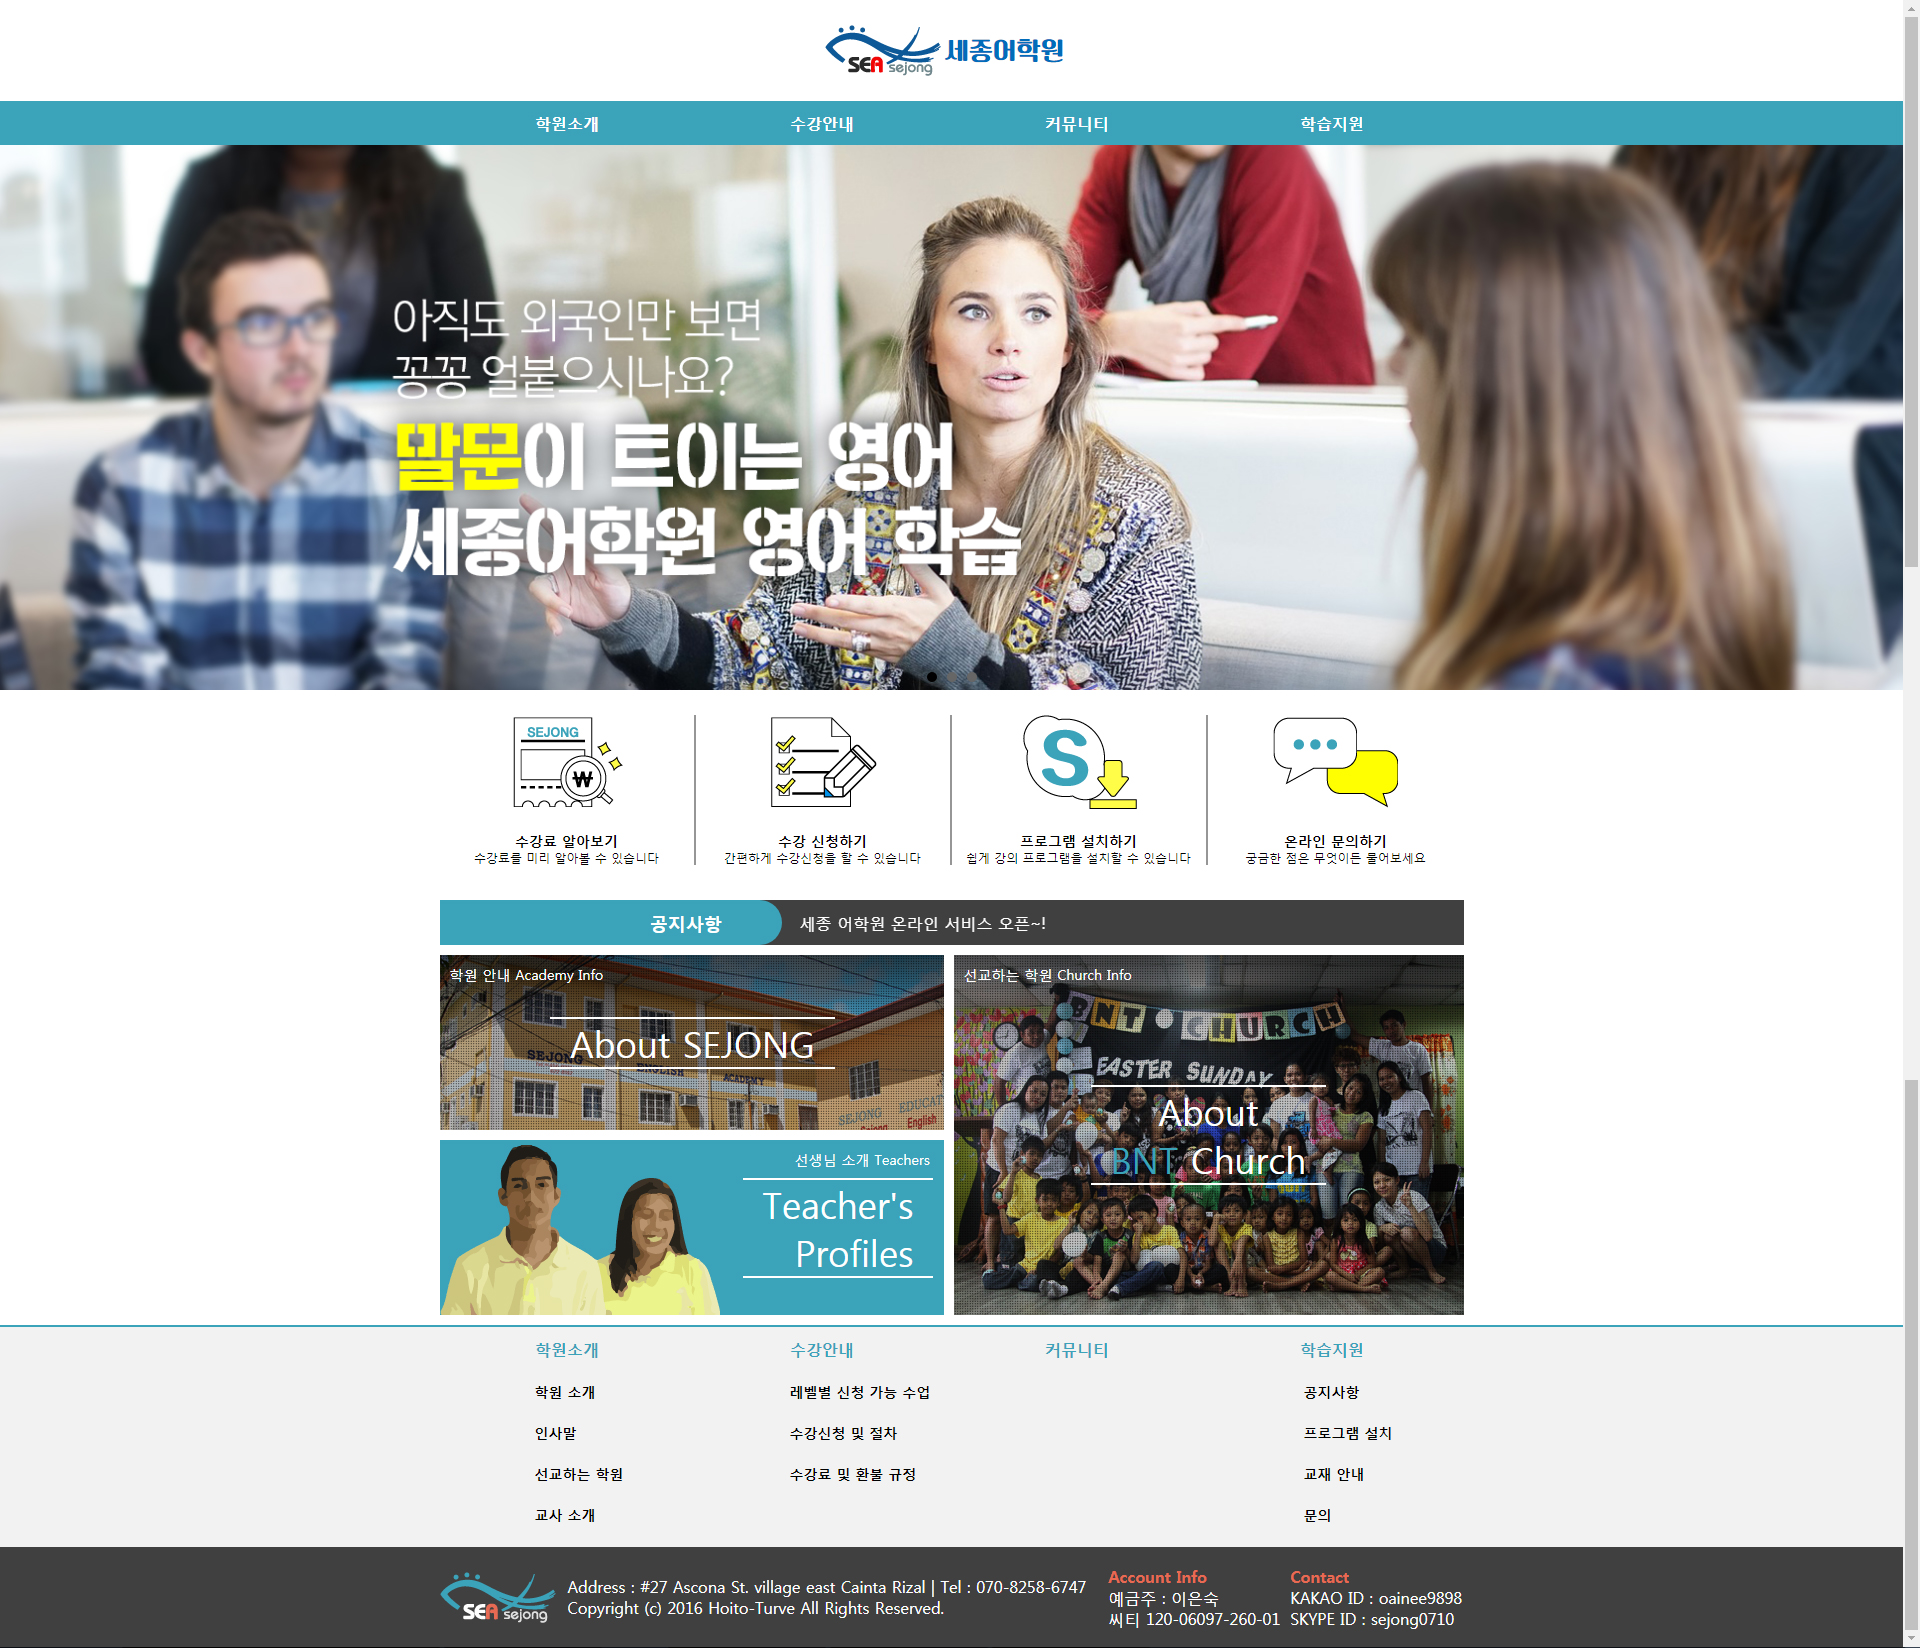 SEA sejong 세종어학원
학원소개 수강안내 커뮤니티 학습지원
아직도 외국인만 보면
꽁꽁 얼붙으시나요?
말문이 트이는 영어
세종어학원 영어 학습
SEJONG
₩
S
수강료 알아보기
수강료를 미리 알아볼 수 있습니다
수강 신청하기
간편하게 수강신청을 할 수 있습니다
프로그램 설치하기
쉽게 강의 프로그램을 설치할 수 있습니다
온라인 문의하기
궁금한 점은 무엇이든 물어보세요
공지사항 세종 어학원 온라인 서비스 오픈~!
학원 안내 Academy Info
About SEJONG
SEJONG ENGLISH ACADEMY
SEJONG EDUCAT
Sejong English
선교하는 학원 Church Info
BNT CHURCH
EASTER SUNDAY
About
BNT Church
선생님 소개 Teachers
Teacher's
Profiles
학원소개 수강안내 커뮤니티 학습지원
학원 소개 레벨별 신청 가능 수업 공지사항
인사말 수강신청 및 절차 프로그램 설치
선교하는 학원 수강료 및 환불 규정 교재 안내
교사 소개 문의
SEA sejong
Address : #27 Ascona St. village east Cainta Rizal | Tel : 070-8258-6747
Copyright (c) 2016 Hoito-Turve All Rights Reserved.
Account Info
예금주 : 이은숙
씨티 120-06097-260-01
Contact
KAKAO ID : oainee9898
SKYPE ID : sejong0710